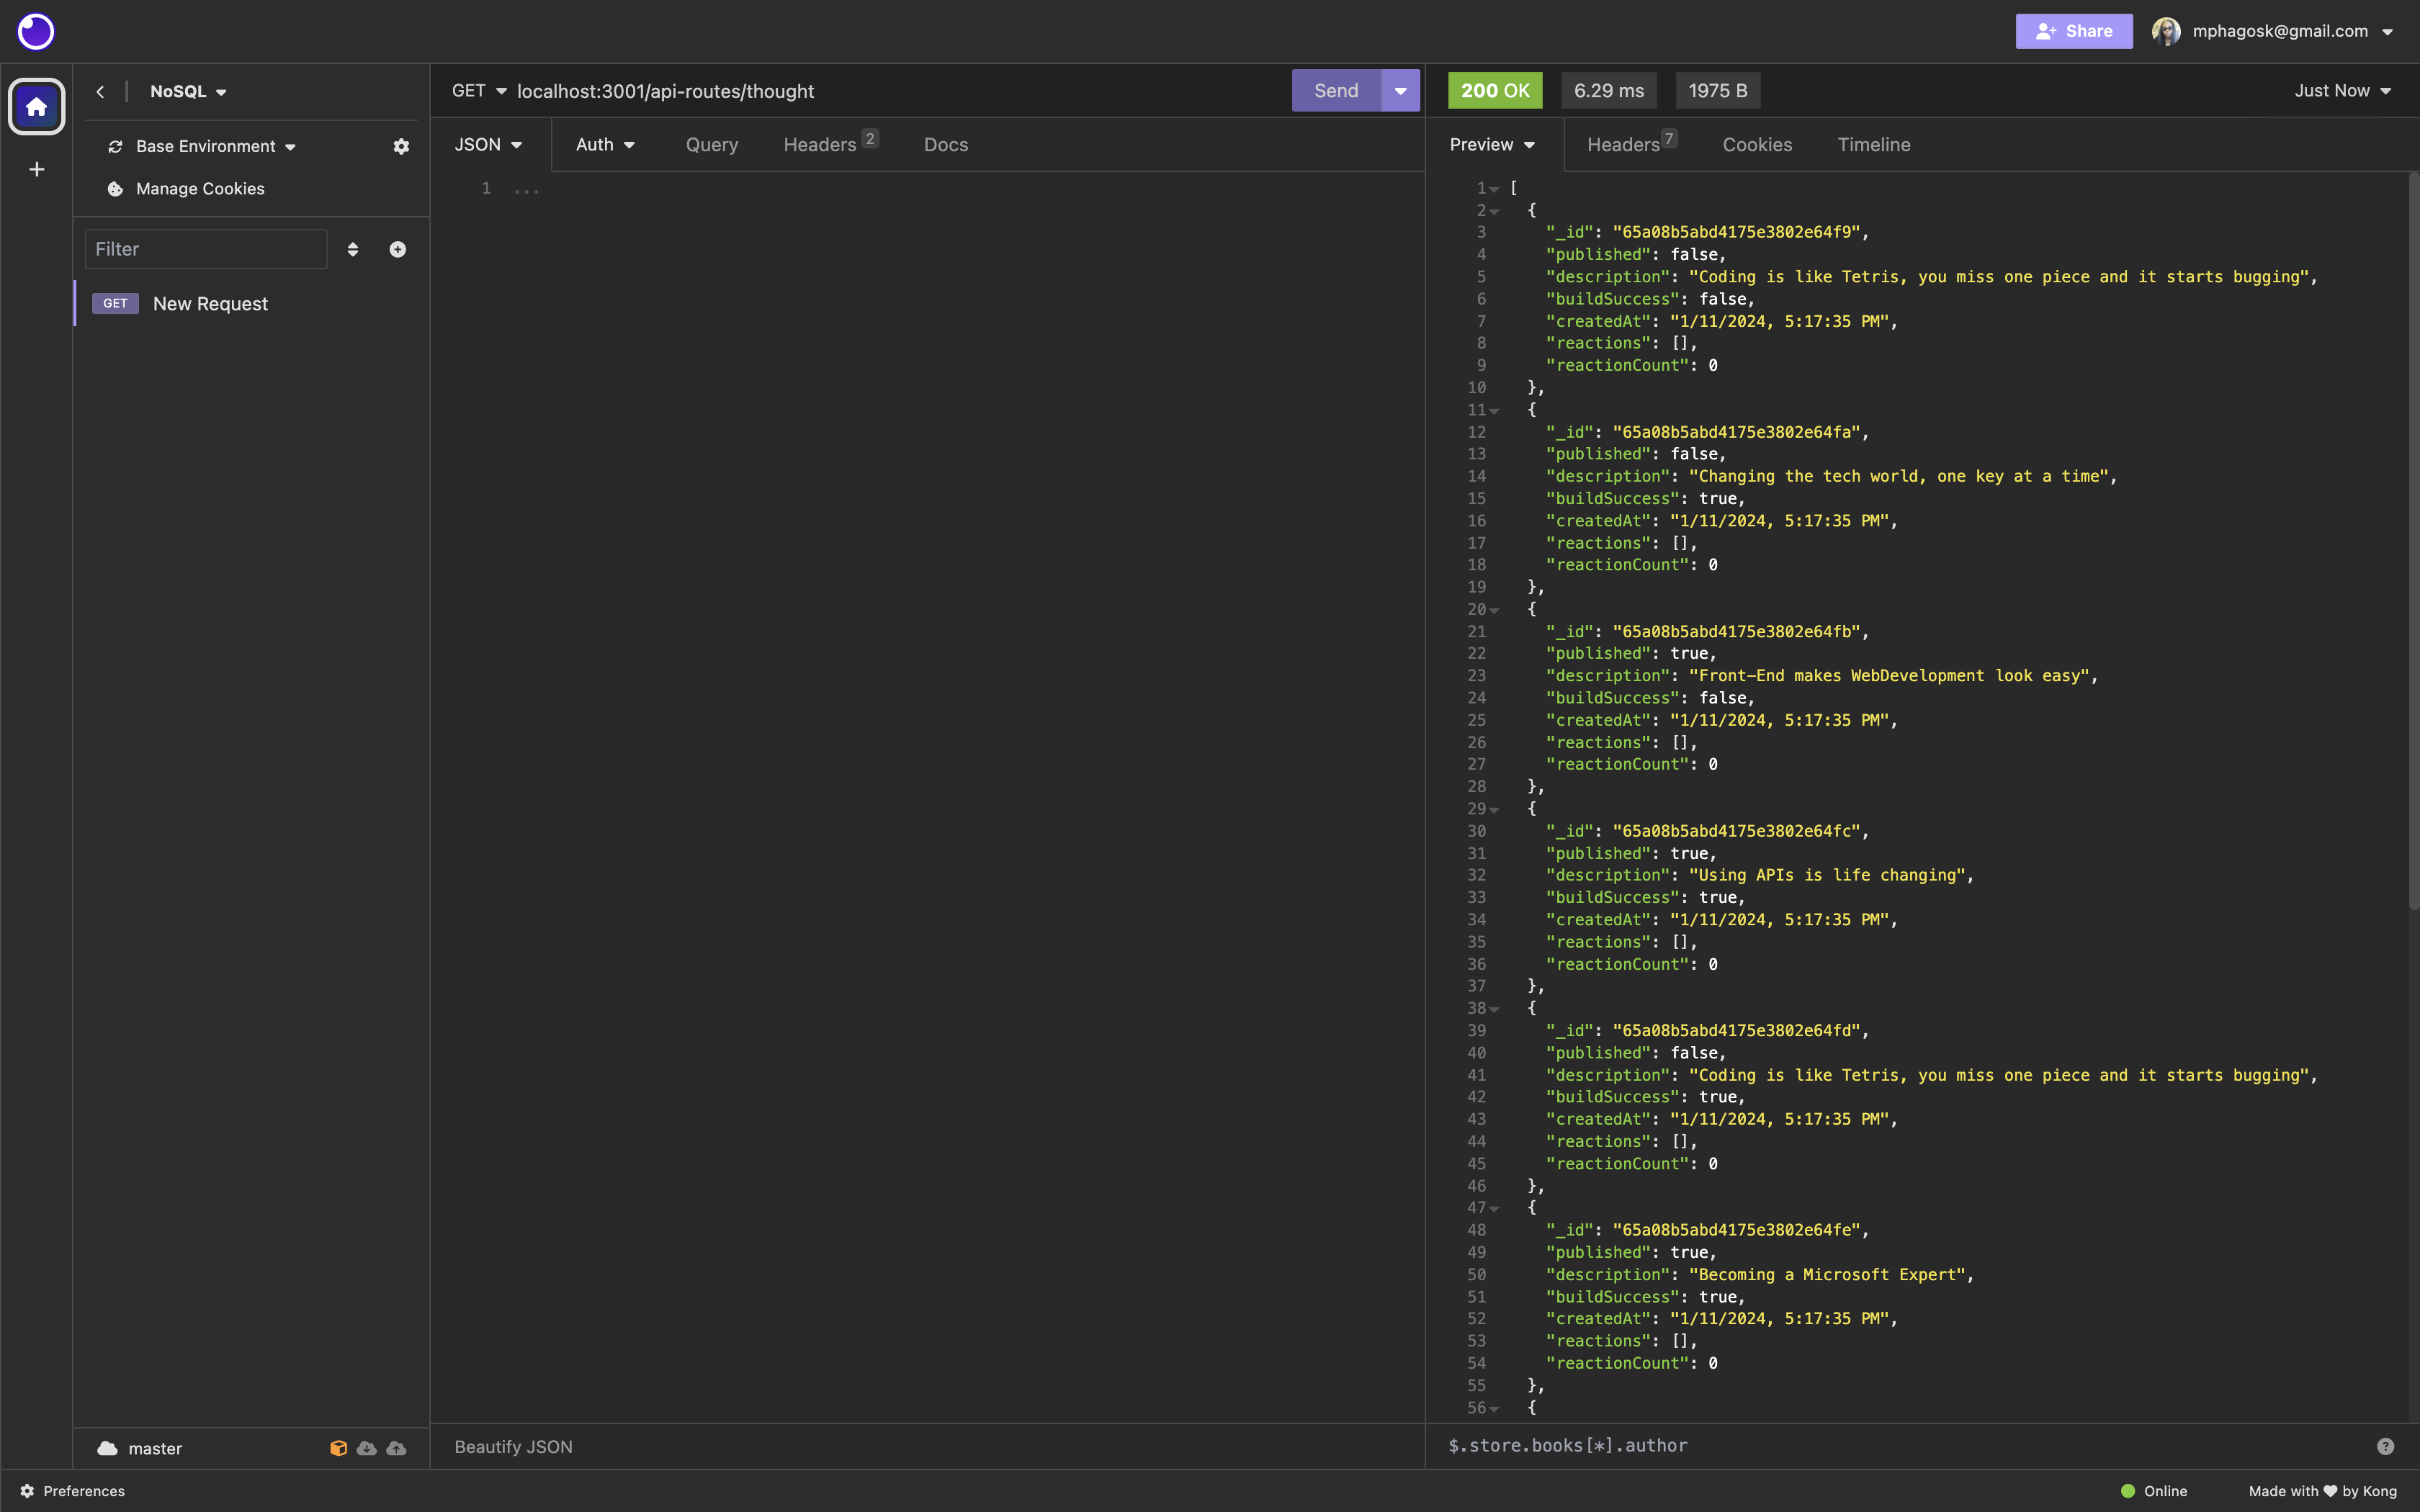 Share
mphagosk@gmail.com
NoSQL
GET localhost:3001/api-routes/thought
Send
200 OK
6.29 ms
1975 B
Just Now
Base Environment
Manage Cookies
JSON
Auth
Query
Headers 2
Docs
Preview
Headers 7
Cookies
Timeline
Filter
GET New Request
1 ...
1 [
2 {
3 "_id": "65a08b5abd4175e3802e64f9",
4 "published": false,
5 "description": "Coding is like Tetris, you miss one piece and it starts bugging",
6 "buildSuccess": false,
7 "createdAt": "1/11/2024, 5:17:35 PM",
8 "reactions": [],
9 "reactionCount": 0
10 },
11 {
12 "_id": "65a08b5abd4175e3802e64fa",
13 "published": false,
14 "description": "Changing the tech world, one key at a time",
15 "buildSuccess": true,
16 "createdAt": "1/11/2024, 5:17:35 PM",
17 "reactions": [],
18 "reactionCount": 0
19 },
20 {
21 "_id": "65a08b5abd4175e3802e64fb",
22 "published": true,
23 "description": "Front-End makes WebDevelopment look easy",
24 "buildSuccess": false,
25 "createdAt": "1/11/2024, 5:17:35 PM",
26 "reactions": [],
27 "reactionCount": 0
28 },
29 {
30 "_id": "65a08b5abd4175e3802e64fc",
31 "published": true,
32 "description": "Using APIs is life changing",
33 "buildSuccess": true,
34 "createdAt": "1/11/2024, 5:17:35 PM",
35 "reactions": [],
36 "reactionCount": 0
37 },
38 {
39 "_id": "65a08b5abd4175e3802e64fd",
40 "published": false,
41 "description": "Coding is like Tetris, you miss one piece and it starts bugging",
42 "buildSuccess": true,
43 "createdAt": "1/11/2024, 5:17:35 PM",
44 "reactions": [],
45 "reactionCount": 0
46 },
47 {
48 "_id": "65a08b5abd4175e3802e64fe",
49 "published": true,
50 "description": "Becoming a Microsoft Expert",
51 "buildSuccess": true,
52 "createdAt": "1/11/2024, 5:17:35 PM",
53 "reactions": [],
54 "reactionCount": 0
55 },
56 {
master
Beautify JSON
$.store.books[*].author
?
Preferences
Online
Made with ♥ by Kong